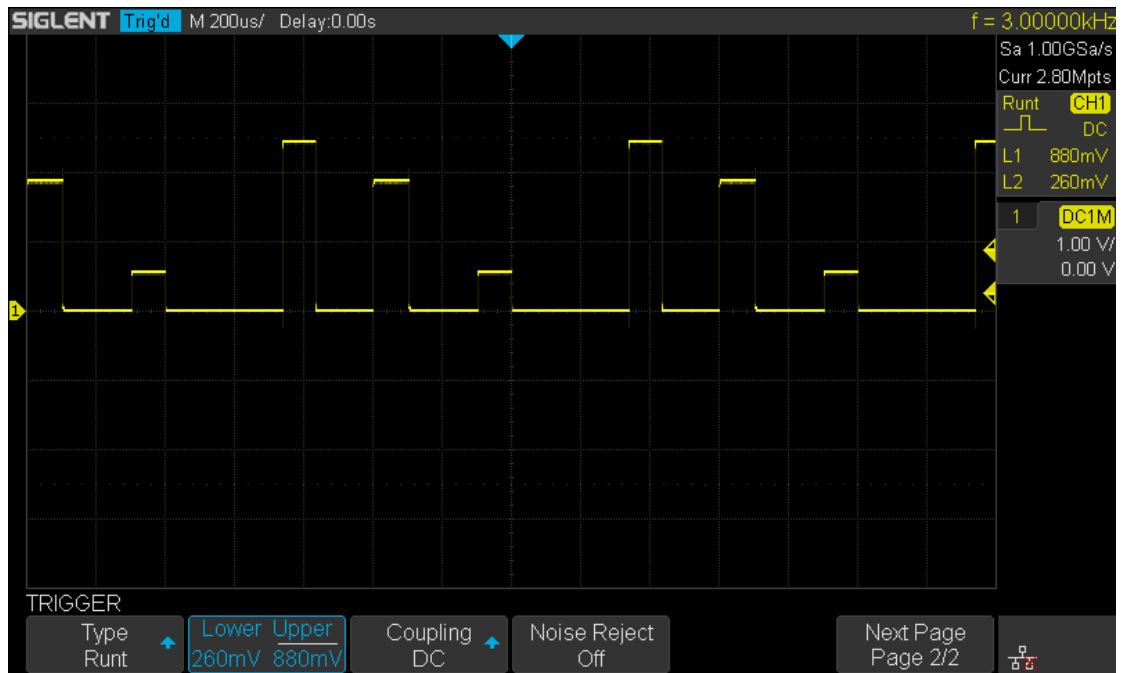 SIGLENT Trig'd M 200us/ Delay:0.00s f = 3.00000kHz
Sa 1.00GSa/s
Curr 2.80Mpts
Runt CH1
DC
L1 880mV
L2 260mV
1 DC1M
1.00 V/
0.00 V
1
TRIGGER
Type Lower Upper Coupling Noise Reject Next Page
Runt 260mV 880mV DC Off Page 2/2